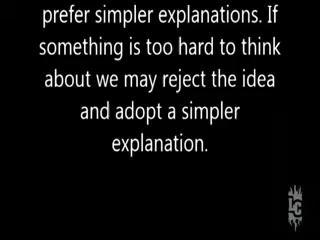 prefer simpler explanations. If
something is too hard to think
about we may reject the idea
and adopt a simpler
explanation.